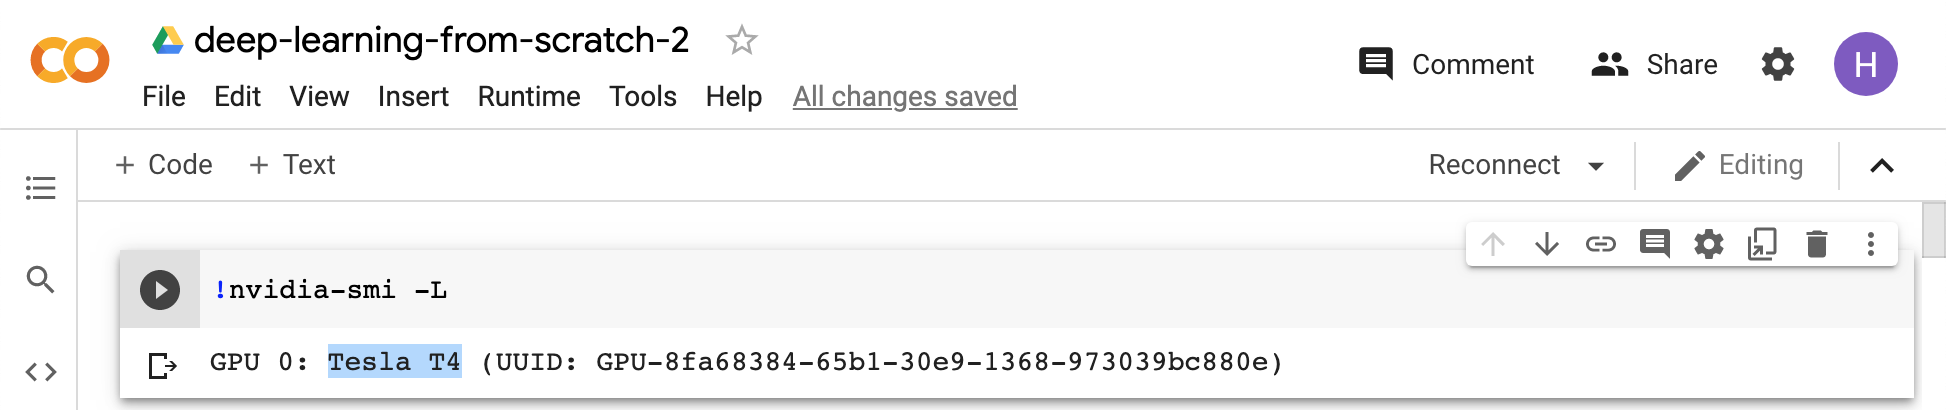 deep-learning-from-scratch-2
File Edit View Insert Runtime Tools Help All changes saved
Comment Share H
+ Code + Text
Reconnect Editing
!nvidia-smi -L
GPU 0: Tesla T4 (UUID: GPU-8fa68384-65b1-30e9-1368-973039bc880e)